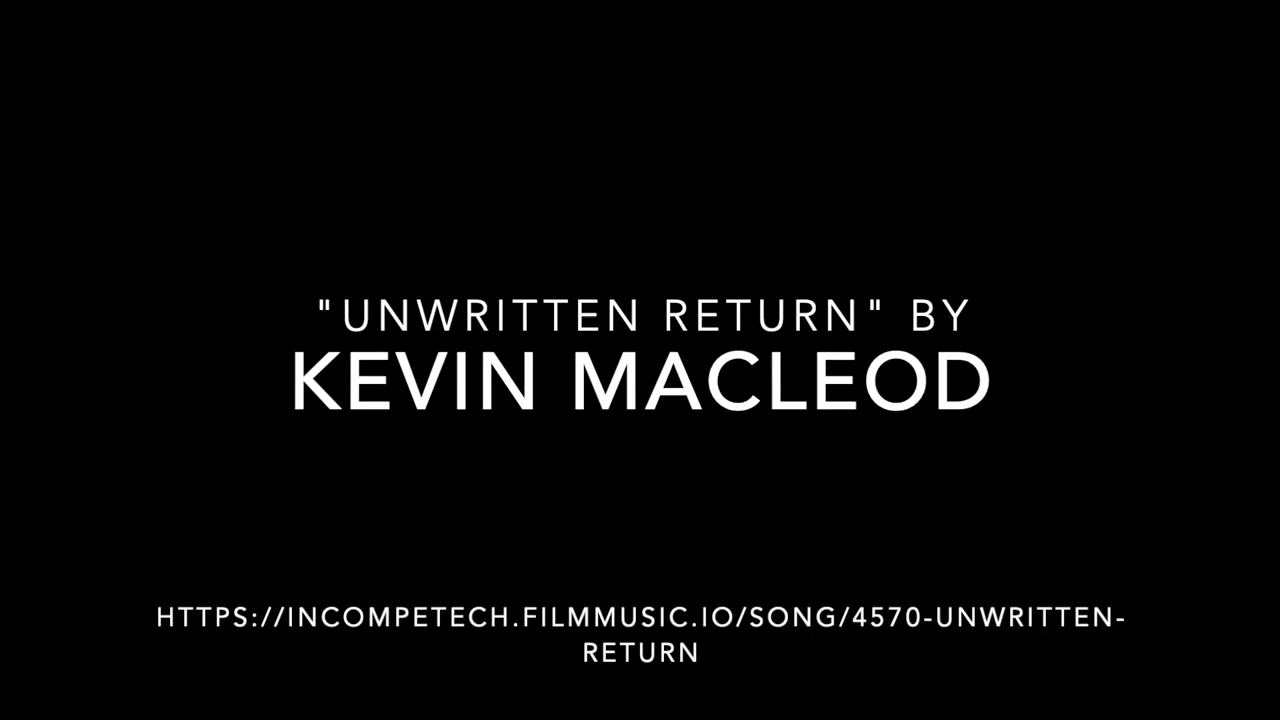 "UNWRITTEN RETURN" BY
KEVIN MACLEOD
HTTPS://INCOMPETECH.FILMMUSIC.IO/SONG/4570-UNWRITTEN-
RETURN